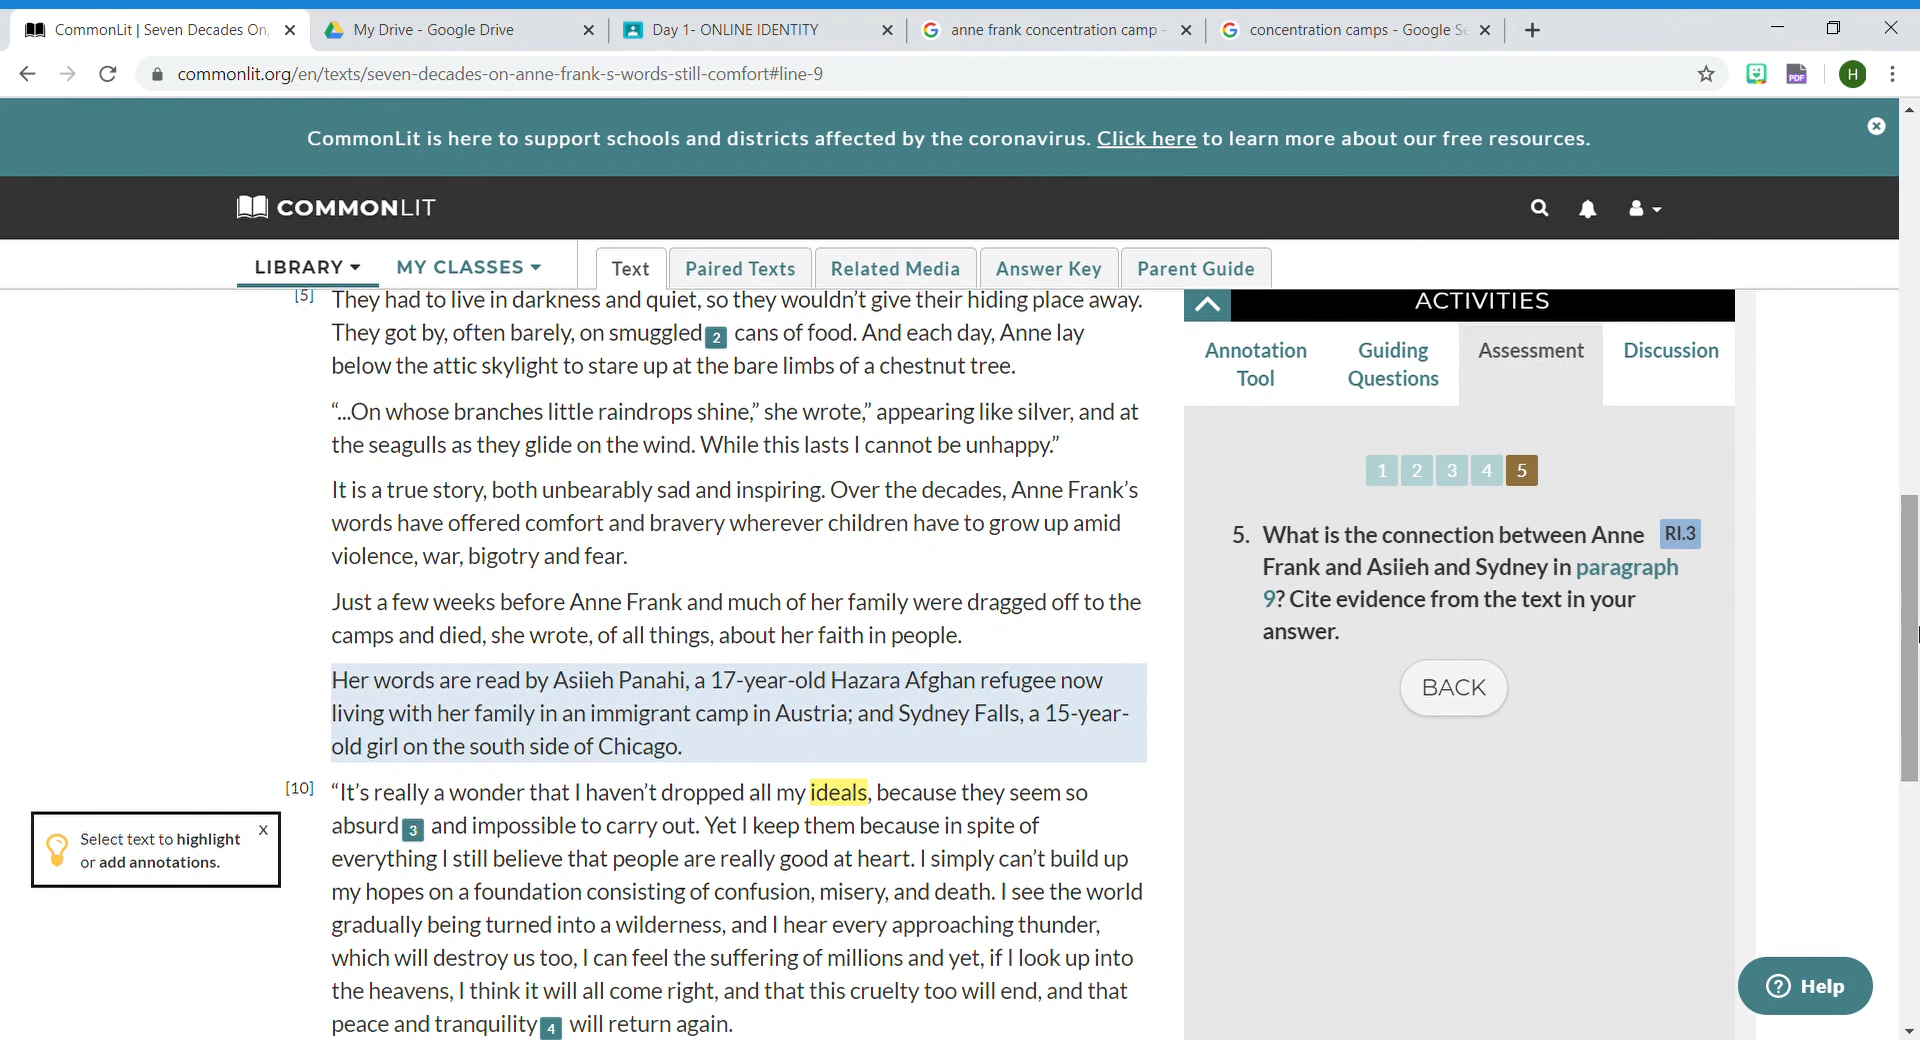 CommonLit | Seven Decades On,
My Drive - Google Drive
Day 1- ONLINE IDENTITY
anne frank concentration camp -
concentration camps - Google Se
commonlit.org/en/texts/seven-decades-on-anne-frank-s-words-still-comfort#line-9
PDF
H
CommonLit is here to support schools and districts affected by the coronavirus. Click here to learn more about our free resources.
COMMONLIT
LIBRARY
MY CLASSES
Text
Paired Texts
Related Media
Answer Key
Parent Guide
[5] They had to live in darkness and quiet, so they wouldn’t give their hiding place away.
They got by, often barely, on smuggled 2 cans of food. And each day, Anne lay
below the attic skylight to stare up at the bare limbs of a chestnut tree.
“...On whose branches little raindrops shine,” she wrote,” appearing like silver, and at
the seagulls as they glide on the wind. While this lasts I cannot be unhappy.”
It is a true story, both unbearably sad and inspiring. Over the decades, Anne Frank’s
words have offered comfort and bravery wherever children have to grow up amid
violence, war, bigotry and fear.
Just a few weeks before Anne Frank and much of her family were dragged off to the
camps and died, she wrote, of all things, about her faith in people.
Her words are read by Asiieh Panahi, a 17-year-old Hazara Afghan refugee now
living with her family in an immigrant camp in Austria; and Sydney Falls, a 15-year-
old girl on the south side of Chicago.
[10] “It’s really a wonder that I haven’t dropped all my ideals, because they seem so
absurd 3 and impossible to carry out. Yet I keep them because in spite of
everything I still believe that people are really good at heart. I simply can’t build up
my hopes on a foundation consisting of confusion, misery, and death. I see the world
gradually being turned into a wilderness, and I hear every approaching thunder,
which will destroy us too, I can feel the suffering of millions and yet, if I look up into
the heavens, I think it will all come right, and that this cruelty too will end, and that
peace and tranquility 4 will return again.
Select text to highlight
or add annotations.
X
ACTIVITIES
Annotation
Tool
Guiding
Questions
Assessment
Discussion
1 2 3 4 5
5. What is the connection between Anne RI.3
Frank and Asiieh and Sydney in paragraph
9? Cite evidence from the text in your
answer.
BACK
Help